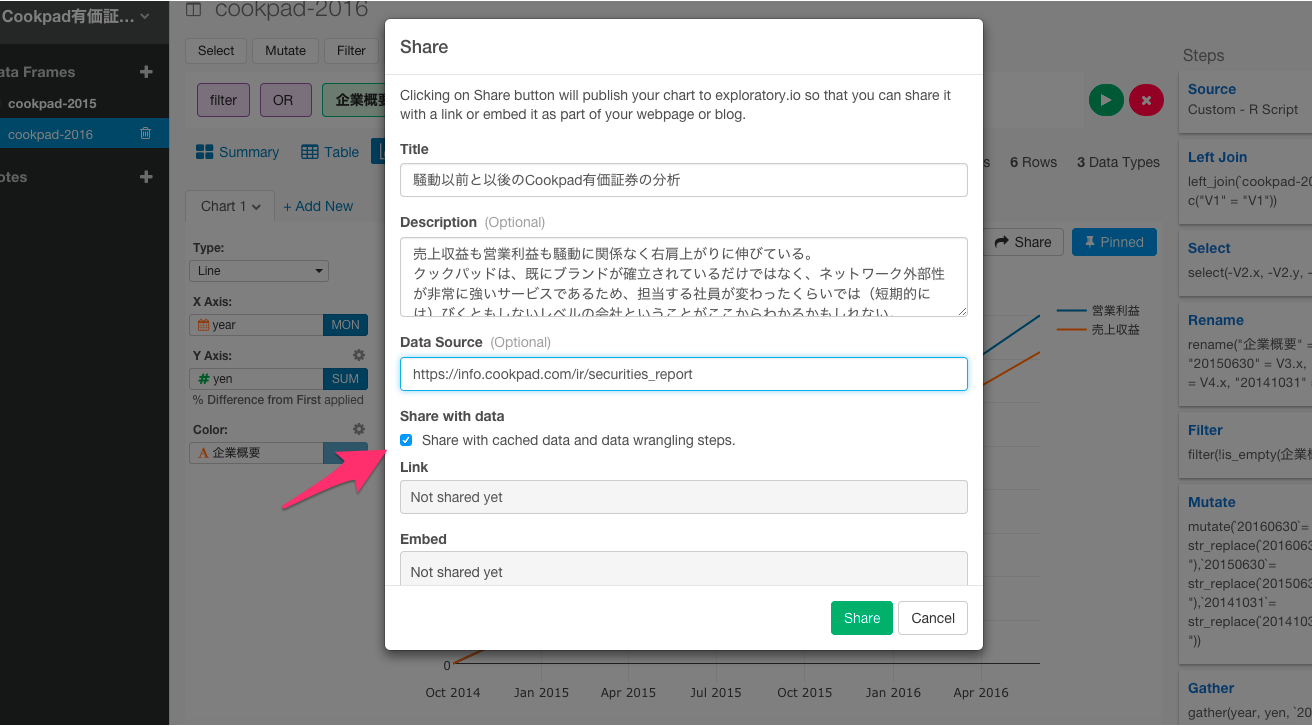 Cookpad有価証...
ata Frames
cookpad-2015
cookpad-2016
otes
cookpad-2016
Select
Mutate
Filter
filter
OR
企業概要
Summary
Table
s
6 Rows
3 Data Types
Chart 1
+ Add New
Share
Pinned
Type:
Line
X Axis:
year
MON
Y Axis:
# yen
SUM
% Difference from First applied
Color:
A 企業概要
営業利益
売上収益
0
Oct 2014
Jan 2015
Apr 2015
Jul 2015
Oct 2015
Jan 2016
Apr 2016
Share
Clicking on Share button will publish your chart to exploratory.io so that you can share it
with a link or embed it as part of your webpage or blog.
Title
騒動以前と以後のCookpad有価証券の分析
Description (Optional)
売上収益も営業利益も騒動に関係なく右肩上がりに伸びている。
クックパッドは、既にブランドが確立されているだけではなく、ネットワーク外部性
が非常に強いサービスであるため、担当する社員が変わったくらいでは（短期的に
は）びくともしないレベルの会社ということがここからわかるかもしれない。
Data Source (Optional)
https://info.cookpad.com/ir/securities_report
Share with data
Share with cached data and data wrangling steps.
Link
Not shared yet
Embed
Not shared yet
Share
Cancel
Steps
Source
Custom - R Script
Left Join
left_join(`cookpad-20
c("V1" = "V1"))
Select
select(-V2.x, -V2.y, -
Rename
rename("企業概要" =
"20150630" = V3.x,
= V4.x, "20141031" =
Filter
filter(!is_empty(企業概
Mutate
mutate(`20160630`=
str_replace(`2016063
"),`20150630`=
str_replace(`2015063
"),`20141031`=
str_replace(`2014103
"))
Gather
gather(year, yen, `20